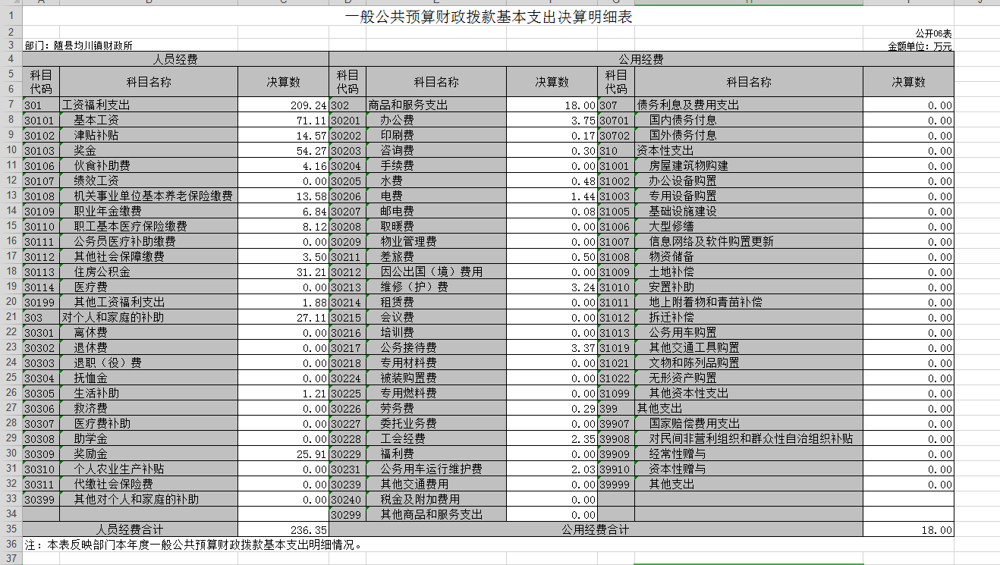 一般公共预算财政拨款基本支出决算明细表
公开06表
部门：随县均川镇财政所 金额单位：万元
人员经费 公用经费
科目代码 科目名称 决算数 科目代码 科目名称 决算数 科目代码 科目名称 决算数
301 工资福利支出 209.24 302 商品和服务支出 18.00 307 债务利息及费用支出 0.00
30101 基本工资 71.11 30201 办公费 3.75 30701 国内债务付息 0.00
30102 津贴补贴 14.57 30202 印刷费 0.17 30702 国外债务付息 0.00
30103 奖金 54.27 30203 咨询费 0.30 310 资本性支出 0.00
30106 伙食补助费 4.16 30204 手续费 0.00 31001 房屋建筑物购建 0.00
30107 绩效工资 0.00 30205 水费 0.48 31002 办公设备购置 0.00
30108 机关事业单位基本养老保险缴费 13.58 30206 电费 1.44 31003 专用设备购置 0.00
30109 职业年金缴费 6.84 30207 邮电费 0.08 31005 基础设施建设 0.00
30110 职工基本医疗保险缴费 8.12 30208 取暖费 0.00 31006 大型修缮 0.00
30111 公务员医疗补助缴费 0.00 30209 物业管理费 0.00 31007 信息网络及软件购置更新 0.00
30112 其他社会保障缴费 3.50 30211 差旅费 0.50 31008 物资储备 0.00
30113 住房公积金 31.21 30212 因公出国（境）费用 0.00 31009 土地补偿 0.00
30114 医疗费 0.00 30213 维修（护）费 3.24 31010 安置补助 0.00
30199 其他工资福利支出 1.88 30214 租赁费 0.00 31011 地上附着物和青苗补偿 0.00
303 对个人和家庭的补助 27.11 30215 会议费 0.00 31012 拆迁补偿 0.00
30301 离休费 0.00 30216 培训费 0.00 31013 公务用车购置 0.00
30302 退休费 0.00 30217 公务接待费 3.37 31019 其他交通工具购置 0.00
30303 退职（役）费 0.00 30218 专用材料费 0.00 31021 文物和陈列品购置 0.00
30304 抚恤金 0.00 30224 被装购置费 0.00 31022 无形资产购置 0.00
30305 生活补助 1.21 30225 专用燃料费 0.00 31099 其他资本性支出 0.00
30306 救济费 0.00 30226 劳务费 0.29 399 其他支出 0.00
30307 医疗费补助 0.00 30227 委托业务费 0.00 39907 国家赔偿费用支出 0.00
30308 助学金 0.00 30228 工会经费 2.35 39908 对民间非营利组织和群众性自治组织补贴 0.00
30309 奖励金 25.91 30229 福利费 0.00 39909 经常性赠与 0.00
30310 个人农业生产补贴 0.00 30231 公务用车运行维护费 2.03 39910 资本性赠与 0.00
30311 代缴社会保险费 0.00 30239 其他交通费用 0.00 39999 其他支出 0.00
30399 其他对个人和家庭的补助 0.00 30240 税金及附加费用 0.00
30299 其他商品和服务支出 0.00
人员经费合计 236.35 公用经费合计 18.00
注：本表反映部门本年度一般公共预算财政拨款基本支出明细情况。